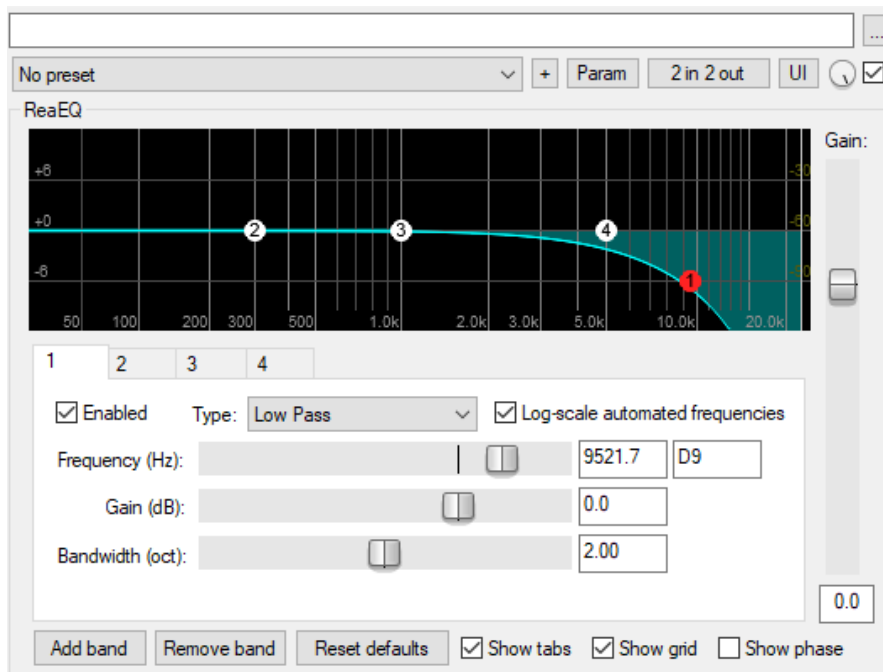 ...
No preset + Param 2 in 2 out UI
ReaEQ
Gain:
+6 -30
+0 -60
-6 -90
2 3 4 1
50 100 200 300 500 1.0k 2.0k 3.0k 5.0k 10.0k 20.0k
1 2 3 4
Enabled Type: Low Pass Log-scale automated frequencies
Frequency (Hz): 9521.7 D9
Gain (dB): 0.0
Bandwidth (oct): 2.00
0.0
Add band Remove band Reset defaults Show tabs Show grid Show phase